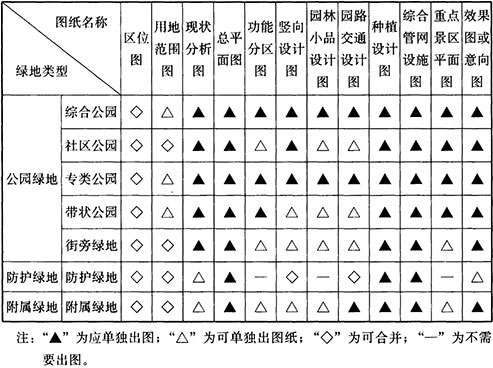 图纸名称
绿地类型
区位图
用地范围图
现状分析图
总平面图
功能分区图
竖向设计图
园林小品设计图
园路交通设计图
种植设计图
综合管网设施图
重点景区平面图
效果图或意向图
公园绿地
综合公园 ◇ △ ▲ ▲ ▲ ▲ ▲ ▲ ▲ ▲ ▲ ▲
社区公园 ◇ ◇ ▲ ▲ △ ▲ △ △ ▲ ▲ ▲ ▲
专类公园 ◇ △ ▲ ▲ ▲ ▲ ▲ ▲ ▲ ▲ ▲ ▲
带状公园 ◇ △ ▲ ▲ ▲ △ △ △ ▲ ▲ ▲ ▲
街旁绿地 ◇ ◇ ▲ ▲ △ △ △ △ ▲ ▲ △ ▲
防护绿地 防护绿地 ◇ ◇ △ ▲ — ◇ — ◇ ▲ ▲ — △
附属绿地 附属绿地 ◇ ◇ △ ▲ △ △ △ ▲ ▲ ▲ △ ▲
注：“▲”为应单独出图；“△”为可单独出图纸；“◇”为可合并；“—”为不需
要出图。